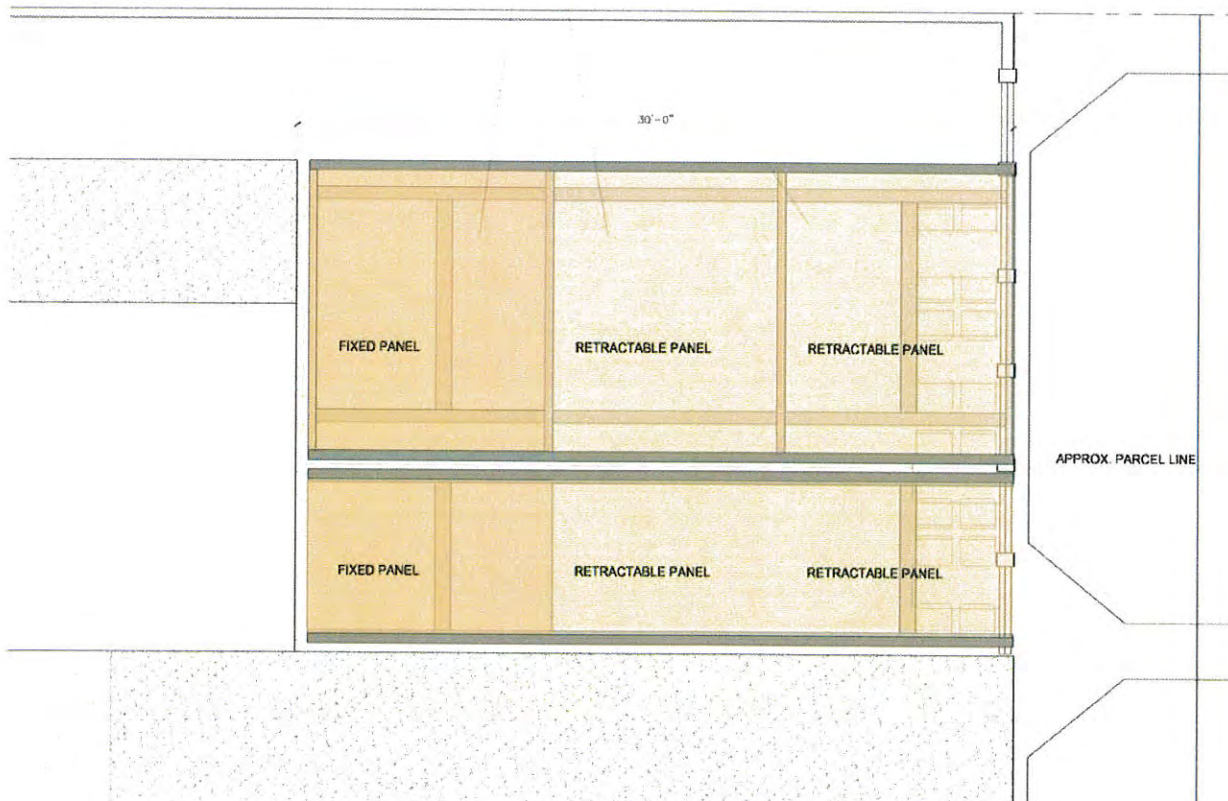 30'-0"
FIXED PANEL
RETRACTABLE PANEL
RETRACTABLE PANEL
APPROX. PARCEL LINE
FIXED PANEL
RETRACTABLE PANEL
RETRACTABLE PANEL